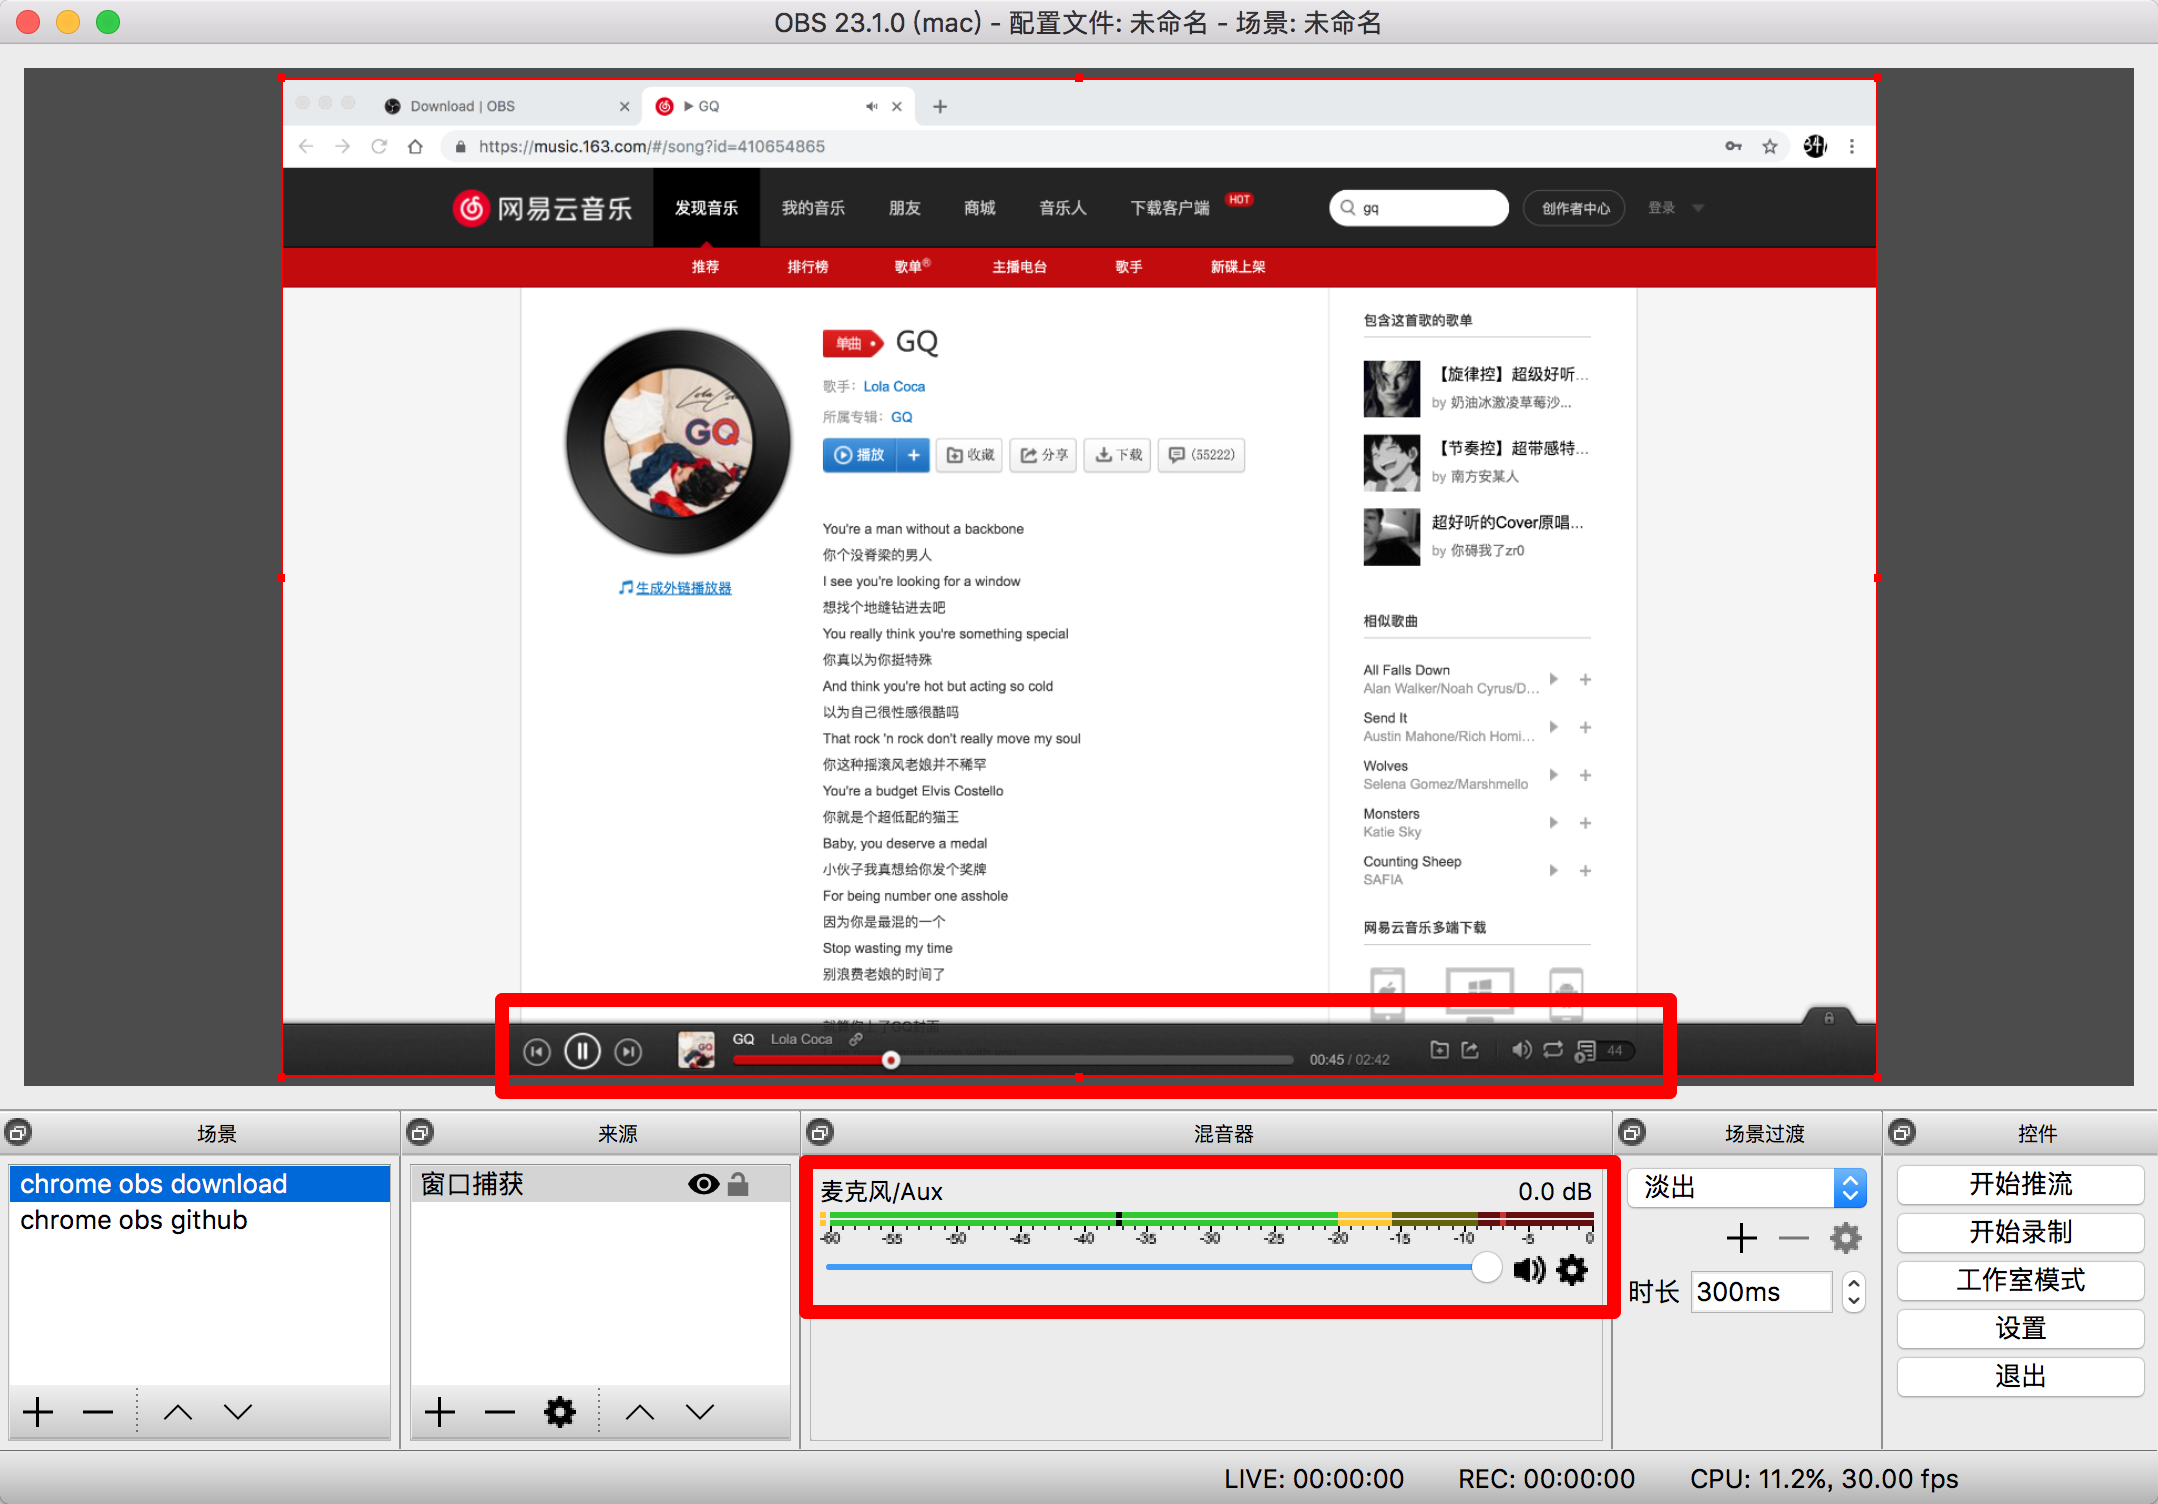 OBS 23.1.0 (mac) - 配置文件: 未命名 - 场景: 未命名
Download | OBS
GQ
https://music.163.com/#/song?id=410654865
网易云音乐
发现音乐
我的音乐
朋友
商城
音乐人
下载客户端
HOT
gq
创作者中心
登录
推荐
排行榜
歌单®
主播电台
歌手
新碟上架
单曲
GQ
歌手: Lola Coca
所属专辑: GQ
播放
收藏
分享
下载
(55222)
Lola Coca
GQ
生成外链播放器
You're a man without a backbone
你个没脊梁的男人
I see you're looking for a window
想找个地缝钻进去吧
You really think you're something special
你真以为你挺特殊
And think you're hot but acting so cold
以为自己很性感很酷吗
That rock 'n rock don't really move my soul
你这种摇滚风老娘并不稀罕
You're a budget Elvis Costello
你就是个超低配的猫王
Baby, you deserve a medal
小伙子我真想给你发个奖牌
For being number one asshole
因为你是最混的一个
Stop wasting my time
别浪费老娘的时间了
就算你上了GQ封面
包含这首歌的歌单
【旋律控】超级好听...
by 奶油冰激凌草莓沙...
【节奏控】超带感特...
by 南方安某人
超好听的Cover原唱...
by 你碍我了zr0
相似歌曲
All Falls Down
Alan Walker/Noah Cyrus/D...
Send It
Austin Mahone/Rich Homi...
Wolves
Selena Gomez/Marshmello
Monsters
Katie Sky
Counting Sheep
SAFIA
网易云音乐多端下载
GQ
GQ Lola Coca
00:45 / 02:42
44
场景
来源
混音器
场景过渡
控件
chrome obs download
chrome obs github
窗口捕获
麦克风/Aux
0.0 dB
-60 -55 -50 -45 -40 -35 -30 -25 -20 -15 -10 -5 0
淡出
时长 300ms
开始推流
开始录制
工作室模式
设置
退出
LIVE: 00:00:00
REC: 00:00:00
CPU: 11.2%, 30.00 fps